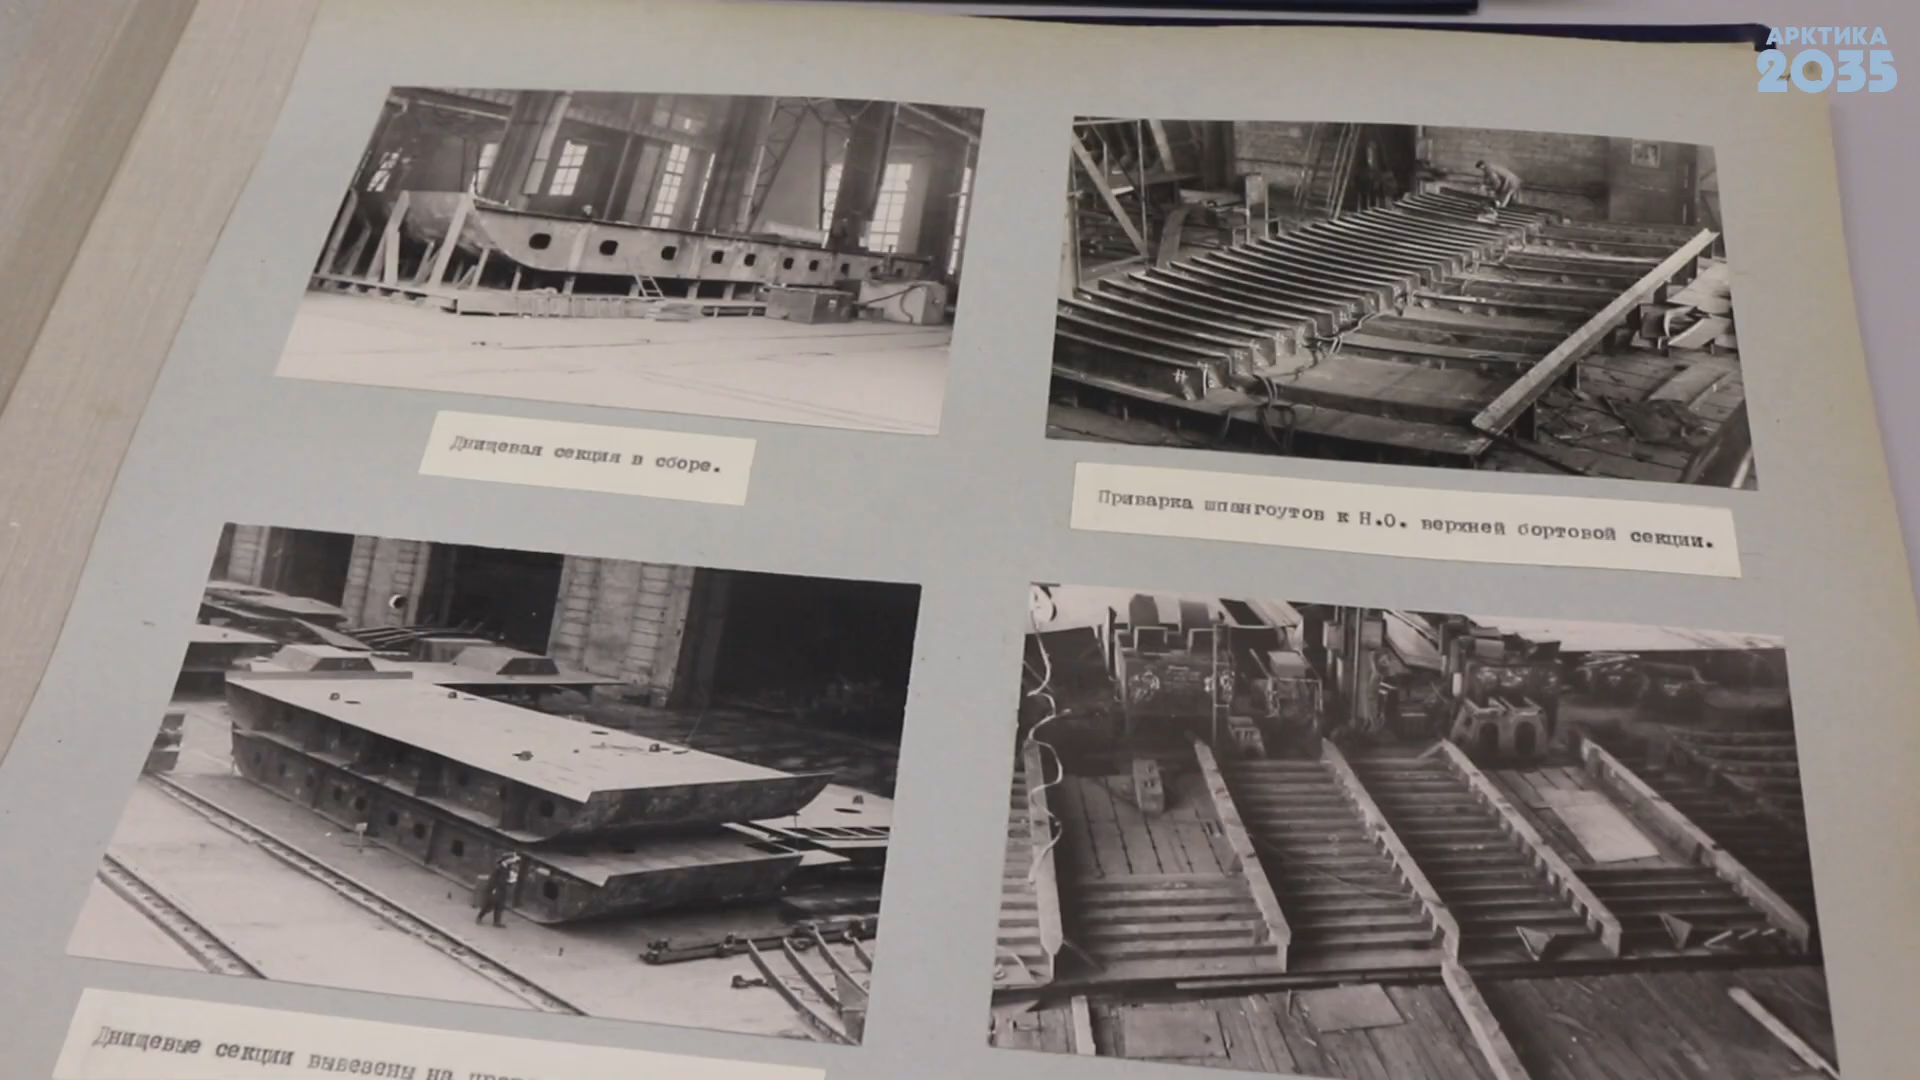 АРКТИКА
2035
Днищевая секция в сборе.
Приварка шпангоутов к Н.О. верхней бортовой секции.
Днищевые секции вывезены на